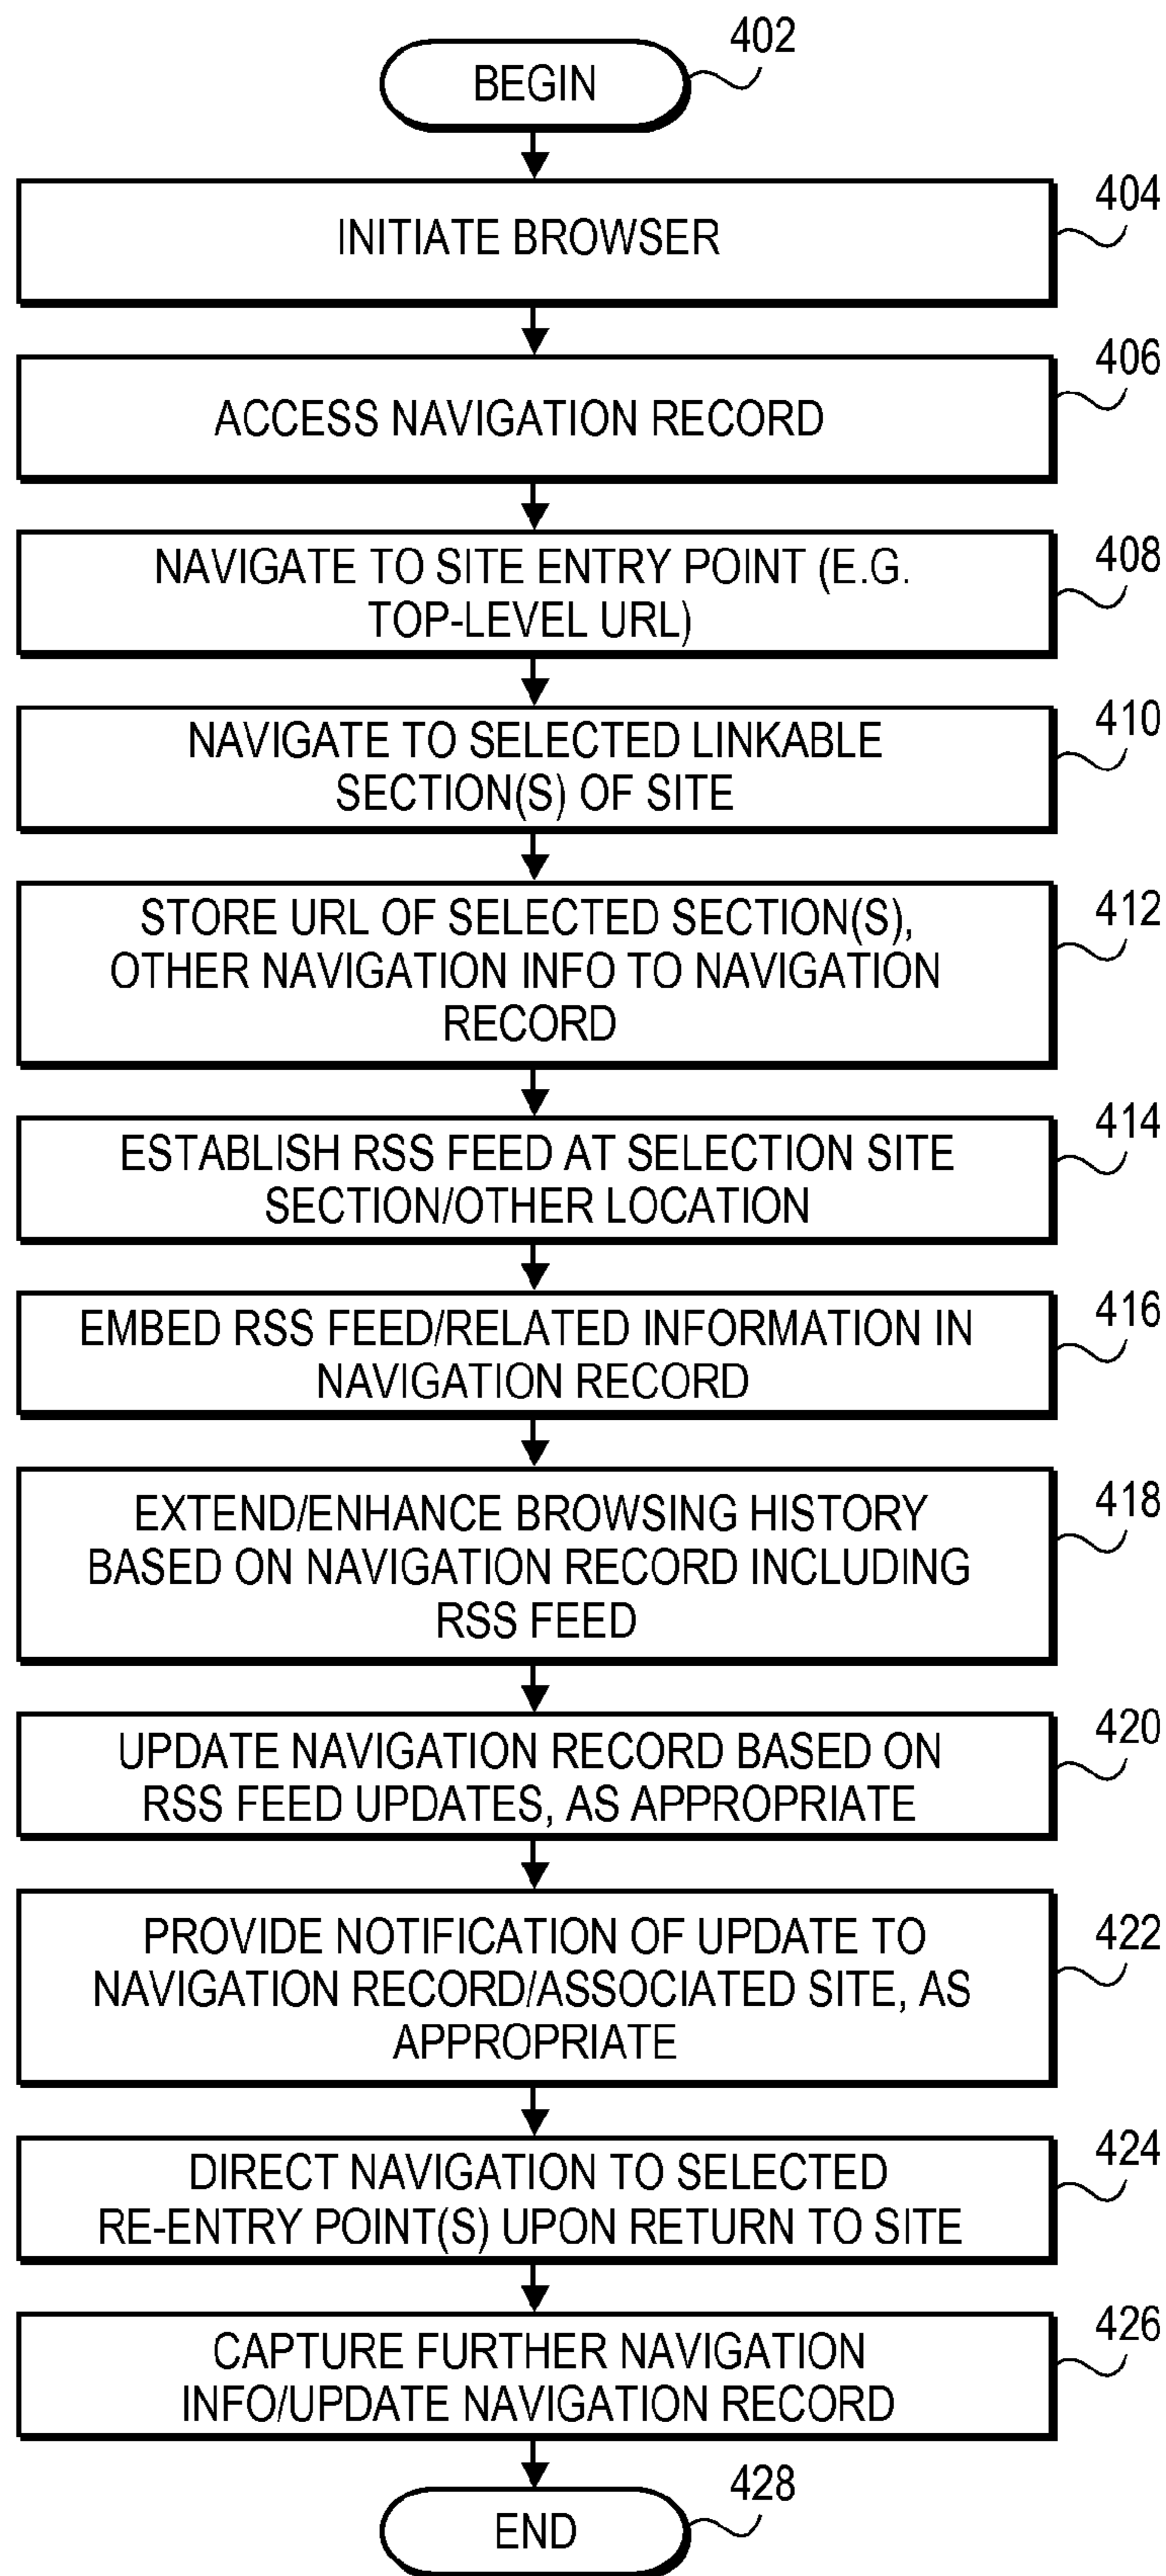 BEGIN
402
INITIATE BROWSER
404
ACCESS NAVIGATION RECORD
406
NAVIGATE TO SITE ENTRY POINT (E.G.
TOP-LEVEL URL)
408
NAVIGATE TO SELECTED LINKABLE
SECTION(S) OF SITE
410
STORE URL OF SELECTED SECTION(S),
OTHER NAVIGATION INFO TO NAVIGATION
RECORD
412
ESTABLISH RSS FEED AT SELECTION SITE
SECTION/OTHER LOCATION
414
EMBED RSS FEED/RELATED INFORMATION IN
NAVIGATION RECORD
416
EXTEND/ENHANCE BROWSING HISTORY
BASED ON NAVIGATION RECORD INCLUDING
RSS FEED
418
UPDATE NAVIGATION RECORD BASED ON
RSS FEED UPDATES, AS APPROPRIATE
420
PROVIDE NOTIFICATION OF UPDATE TO
NAVIGATION RECORD/ASSOCIATED SITE, AS
APPROPRIATE
422
DIRECT NAVIGATION TO SELECTED
RE-ENTRY POINT(S) UPON RETURN TO SITE
424
CAPTURE FURTHER NAVIGATION
INFO/UPDATE NAVIGATION RECORD
426
END
428